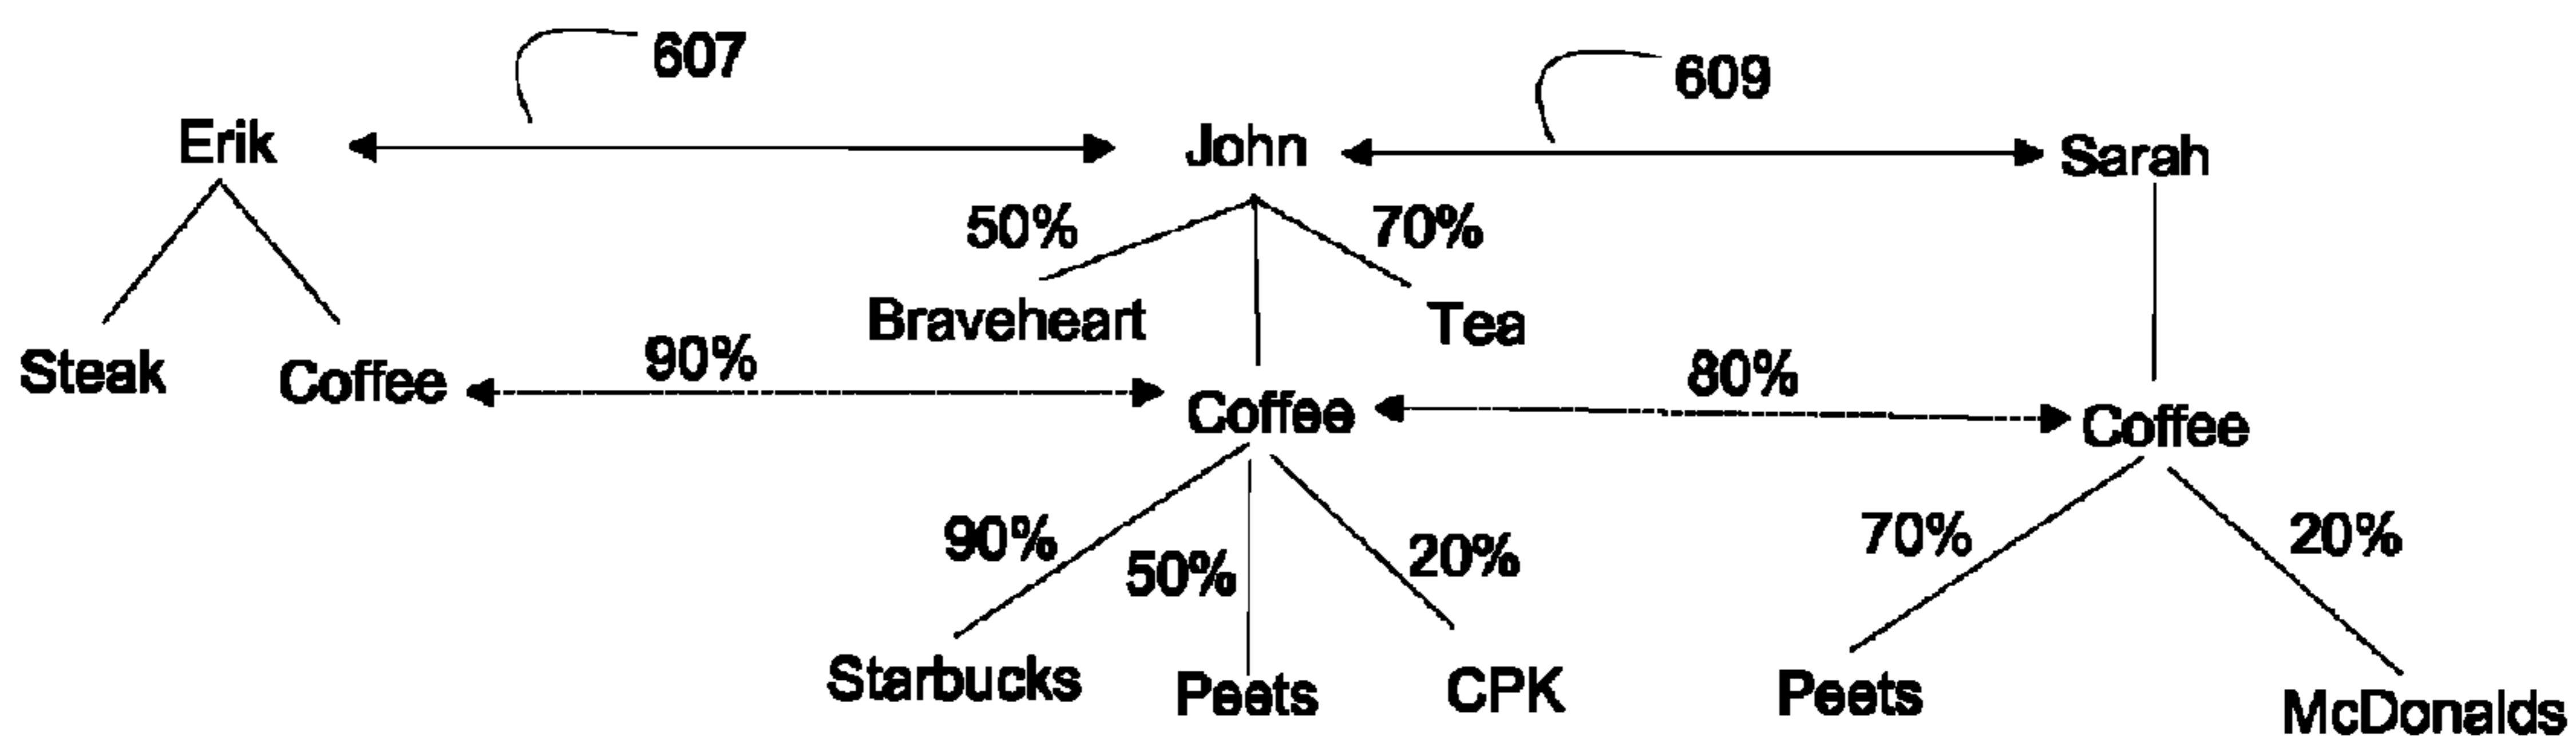 607
609
Erik
John
Sarah
50%
70%
Braveheart
Tea
Steak
Coffee
90%
80%
Coffee
Coffee
90%
50%
20%
70%
20%
Starbucks
Peets
CPK
Peets
McDonalds